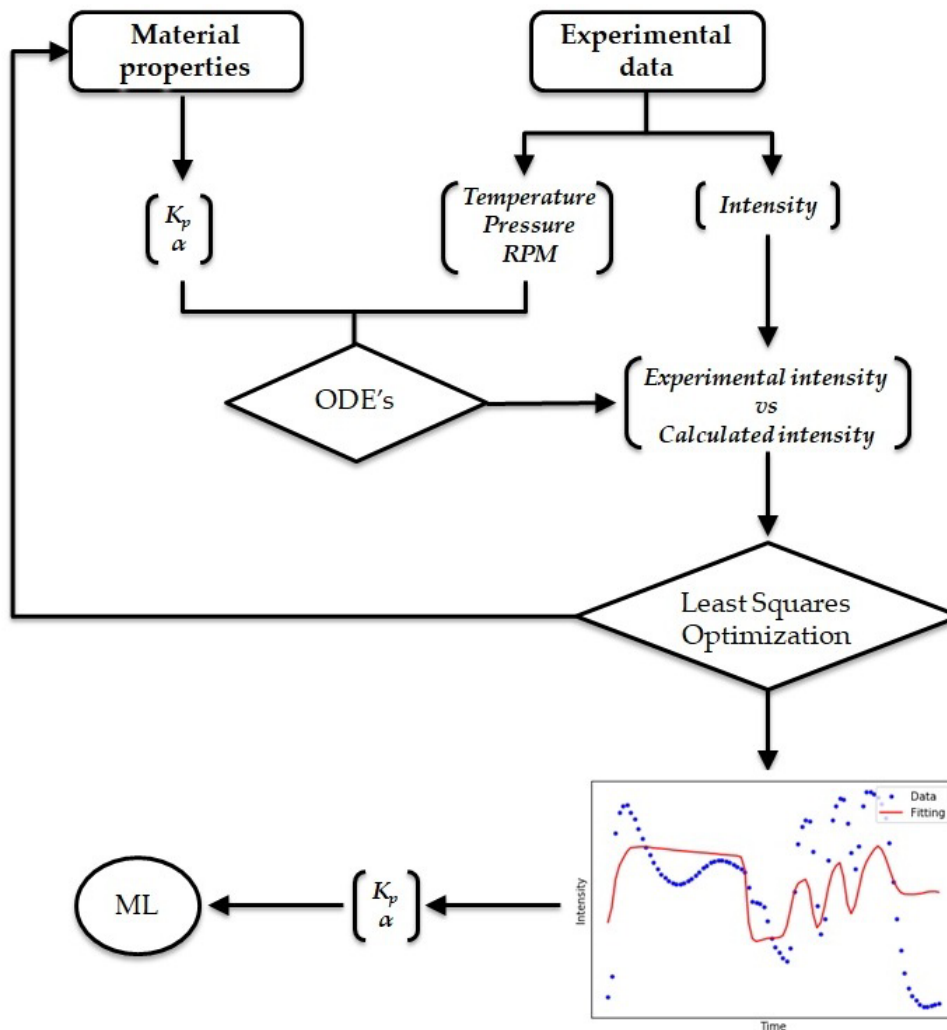 Material
properties
Experimental
data
K_p
α
Temperature
Pressure
RPM
Intensity
ODE's
Experimental intensity
vs
Calculated intensity
Least Squares
Optimization
Data
Fitting
Intensity
Time
K_p
α
ML